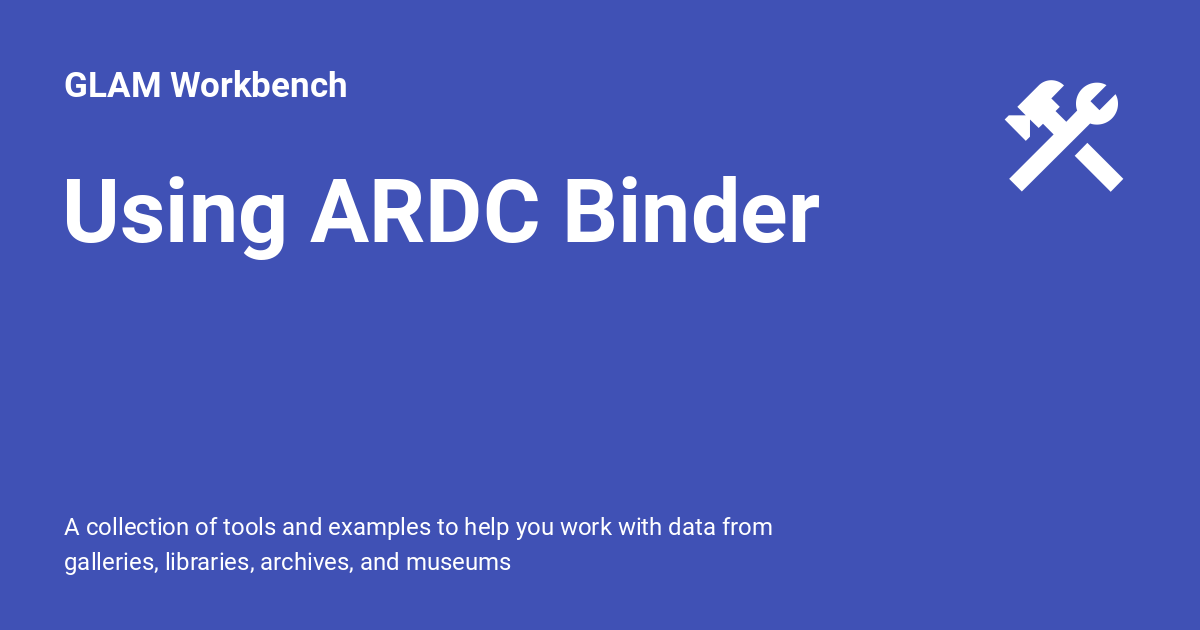 GLAM Workbench
Using ARDC Binder
A collection of tools and examples to help you work with data from
galleries, libraries, archives, and museums